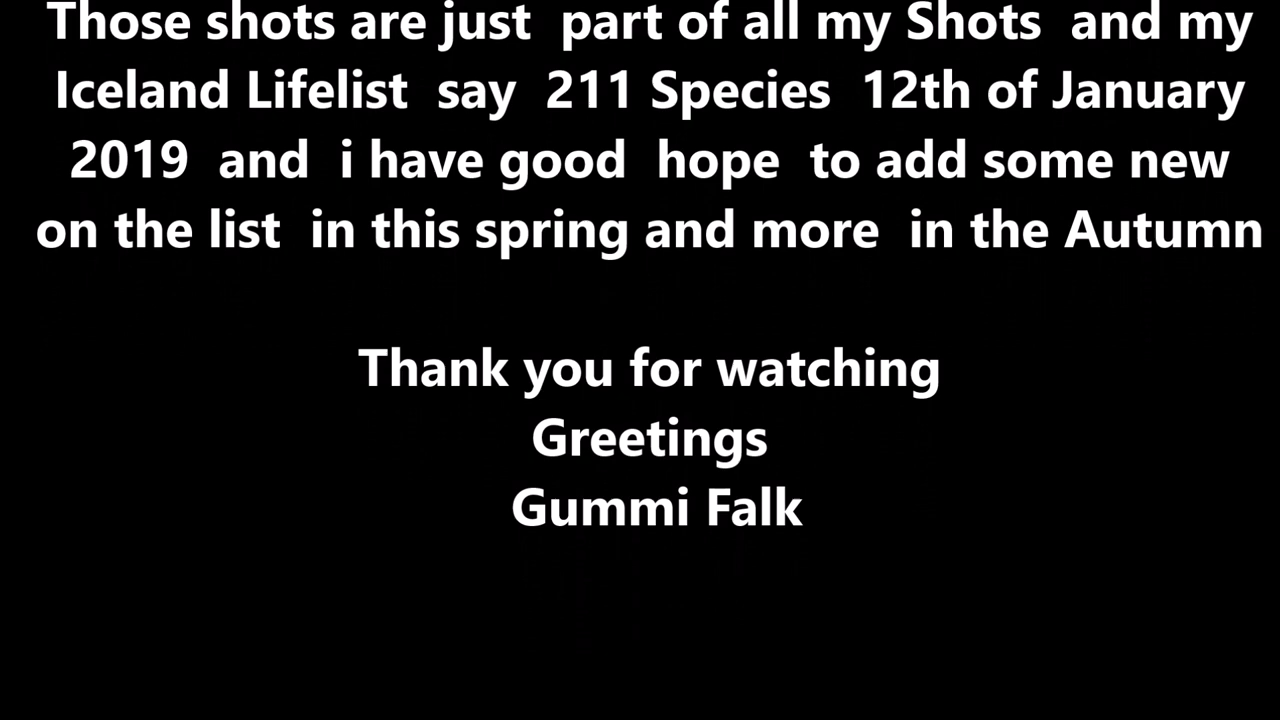 Those shots are just part of all my Shots and my
Iceland Lifelist say 211 Species 12th of January
2019 and i have good hope to add some new
on the list in this spring and more in the Autumn
Thank you for watching
Greetings
Gummi Falk